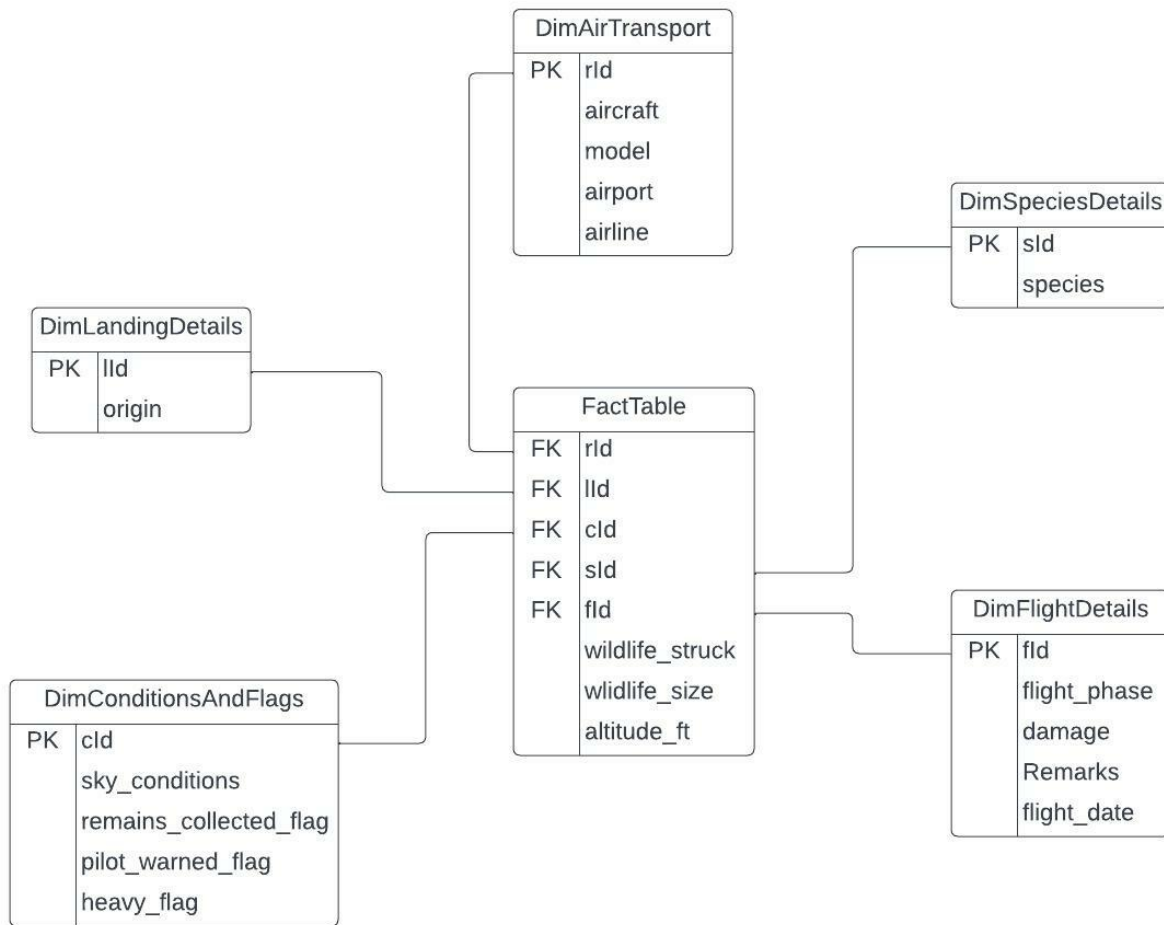 DimAirTransport
PK rId
aircraft
model
airport
airline
DimSpeciesDetails
PK sId
species
DimLandingDetails
PK lId
origin
FactTable
FK rId
FK lId
FK cId
FK sId
FK fId
wildlife_struck
wlidlife_size
altitude_ft
DimFlightDetails
PK fId
flight_phase
damage
Remarks
flight_date
DimConditionsAndFlags
PK cId
sky_conditions
remains_collected_flag
pilot_warned_flag
heavy_flag